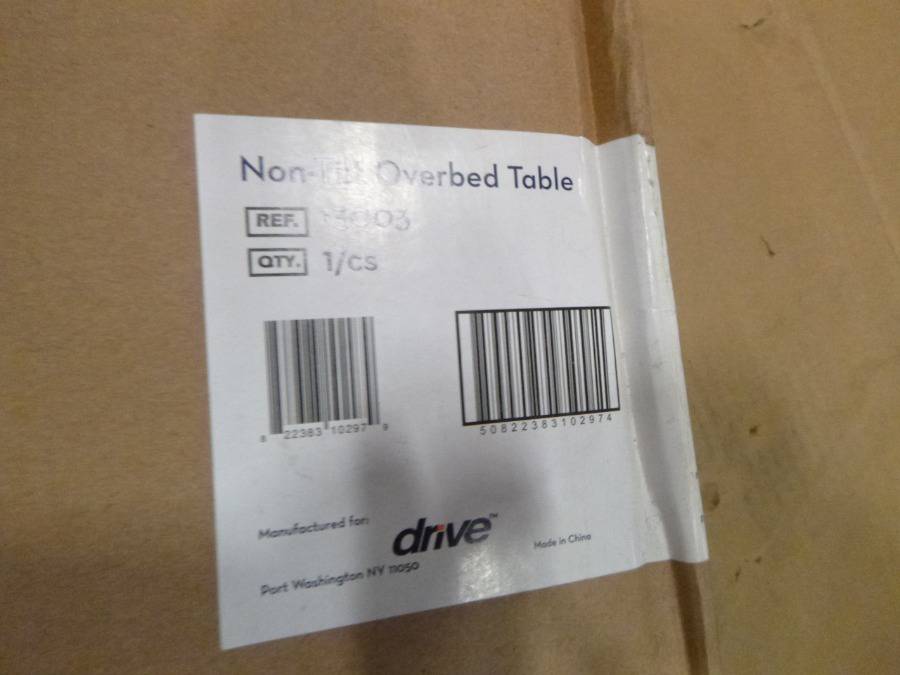 Non-Tilt Overbed Table
REF. 13003
QTY. 1/cs
8 22383 10297 9
50822383102974
Manufactured for:
drive™
Made in China
Port Washington NY 11050